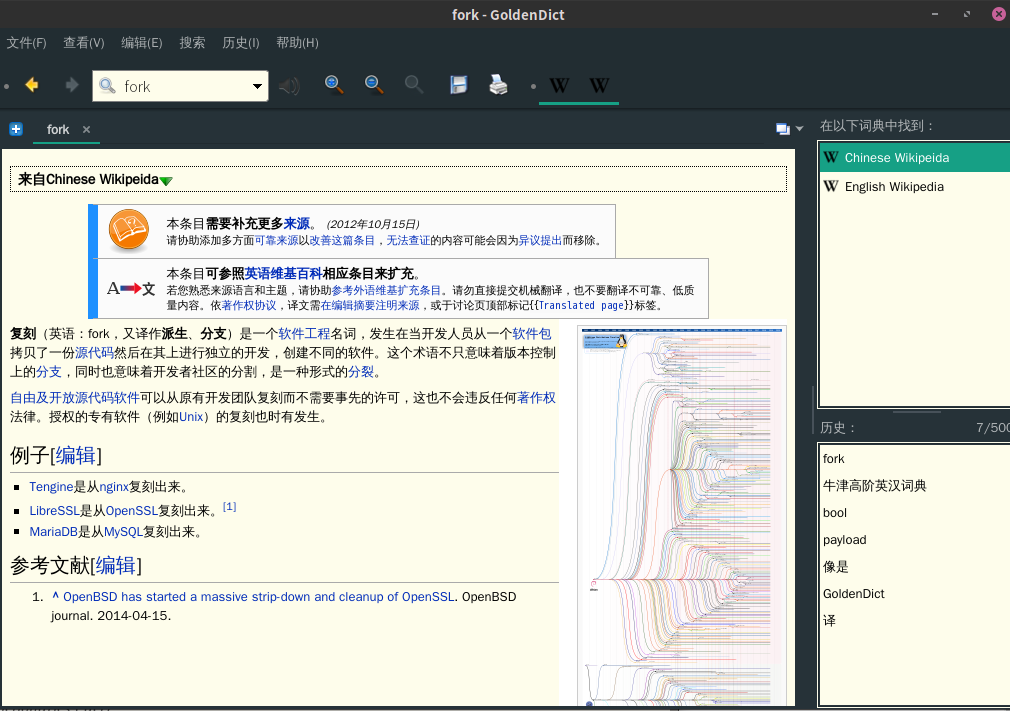 fork - GoldenDict
文件(F) 查看(V) 编辑(E) 搜索 历史(I) 帮助(H)
fork
W W
fork
在以下词典中找到：
来自Chinese Wikipeida
W Chinese Wikipeida
W English Wikipedia
本条目需要补充更多来源。 (2012年10月15日)
请协助添加多方面可靠来源以改善这篇条目，无法查证的内容可能会因为异议提出而移除。
本条目可参照英语维基百科相应条目来扩充。
A 文
若您熟悉来源语言和主题，请协助参考外语维基扩充条目。请勿直接提交机械翻译，也不要翻译不可靠、低质
量内容。依著作权协议，译文需在编辑摘要注明来源，或于讨论页顶部标记{{Translated page}}标签。
复刻（英语：fork，又译作派生、分支）是一个软件工程名词，发生在当开发人员从一个软件包
拷贝了一份源代码然后在其上进行独立的开发，创建不同的软件。这个术语不只意味着版本控制
上的分支，同时也意味着开发者社区的分割，是一种形式的分裂。
自由及开放源代码软件可以从原有开发团队复刻而不需要事先的许可，这也不会违反任何著作权
法律。授权的专有软件（例如Unix）的复刻也时有发生。
例子[编辑]
Tengine是从nginx复刻出来。
LibreSSL是从OpenSSL复刻出来。[1]
MariaDB是从MySQL复刻出来。
参考文献[编辑]
1. ^ OpenBSD has started a massive strip-down and cleanup of OpenSSL. OpenBSD
journal. 2014-04-15.
历史： 7/500
fork
牛津高阶英汉词典
bool
payload
像是
GoldenDict
译